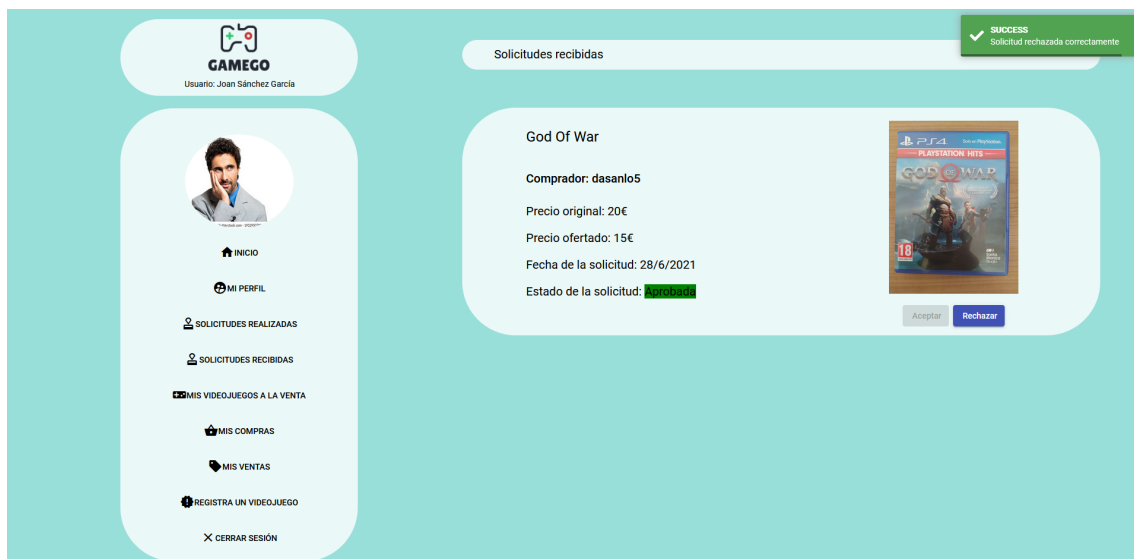 GAMEGO
Usuario: Joan Sánchez García
INICIO
MI PERFIL
SOLICITUDES REALIZADAS
SOLICITUDES RECIBIDAS
MIS VIDEOJUEGOS A LA VENTA
MIS COMPRAS
MIS VENTAS
REGISTRA UN VIDEOJUEGO
CERRAR SESIÓN
Solicitudes recibidas
SUCCESS
Solicitud rechazada correctamente
God Of War
Comprador: dasanlo5
Precio original: 20€
Precio ofertado: 15€
Fecha de la solicitud: 28/6/2021
Estado de la solicitud: Aprobada
PS4
PLAYSTATION HITS
GOD OF WAR
18
Aceptar
Rechazar